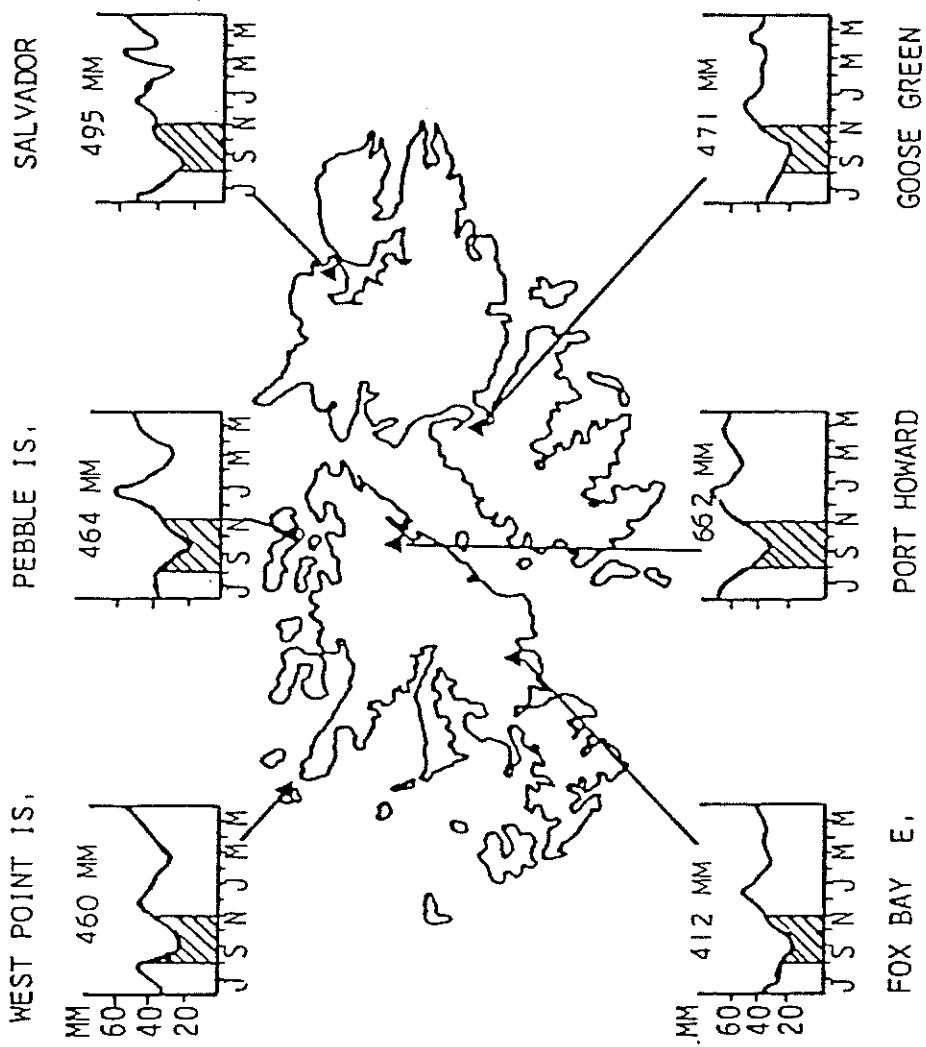 WEST POINT IS.
PEBBLE IS.
SALVADOR
MM
60
40
20
460 MM
J S N J M M
464 MM
J S N J M M
495 MM
J S N J M M
.MM
60
40
20
412 MM
J S N J M M
662 MM
J S N J M M
471 MM
J S N J M M
FOX BAY E.
PORT HOWARD
GOOSE GREEN